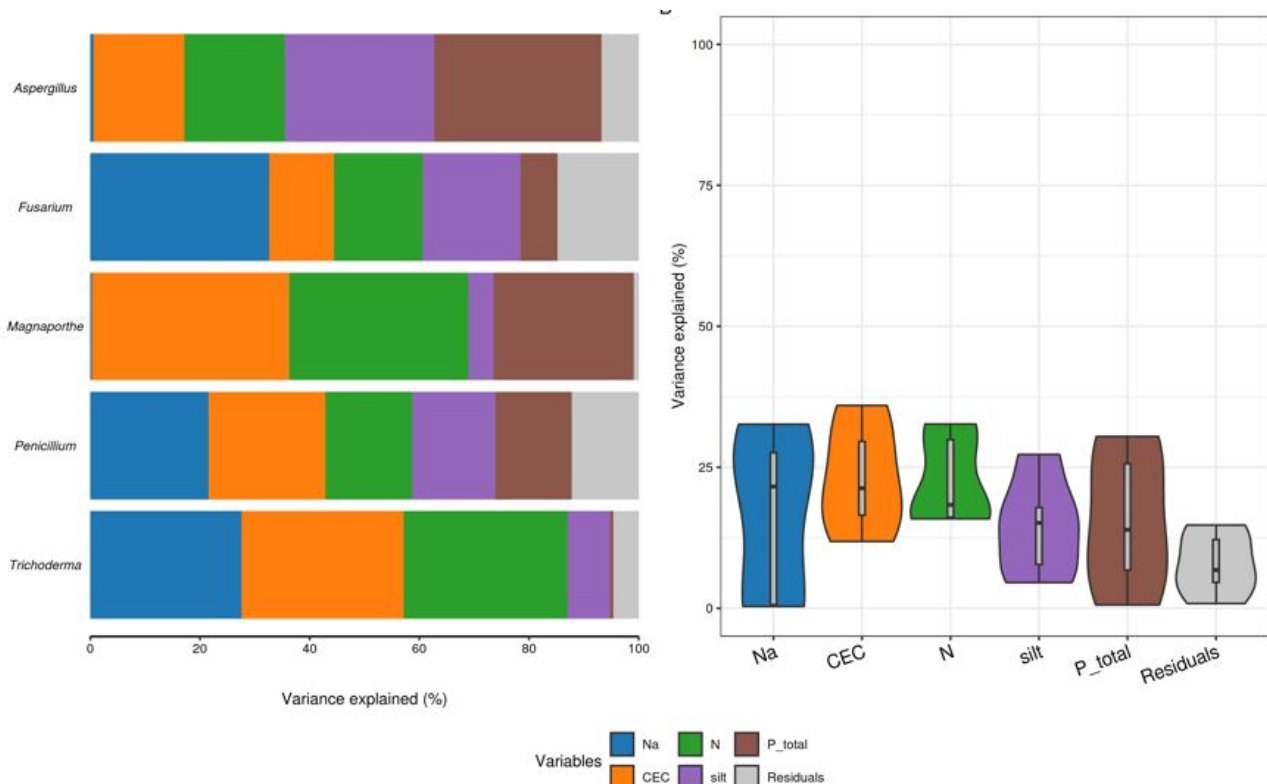 Aspergillus
Fusarium
Magnaporthe
Penicillium
Trichoderma
0 20 40 60 80 100
Variance explained (%)
100
75
50
25
0
Variance explained (%)
Na CEC N silt P_total Residuals
Variables
Na N P_total
CEC silt Residuals